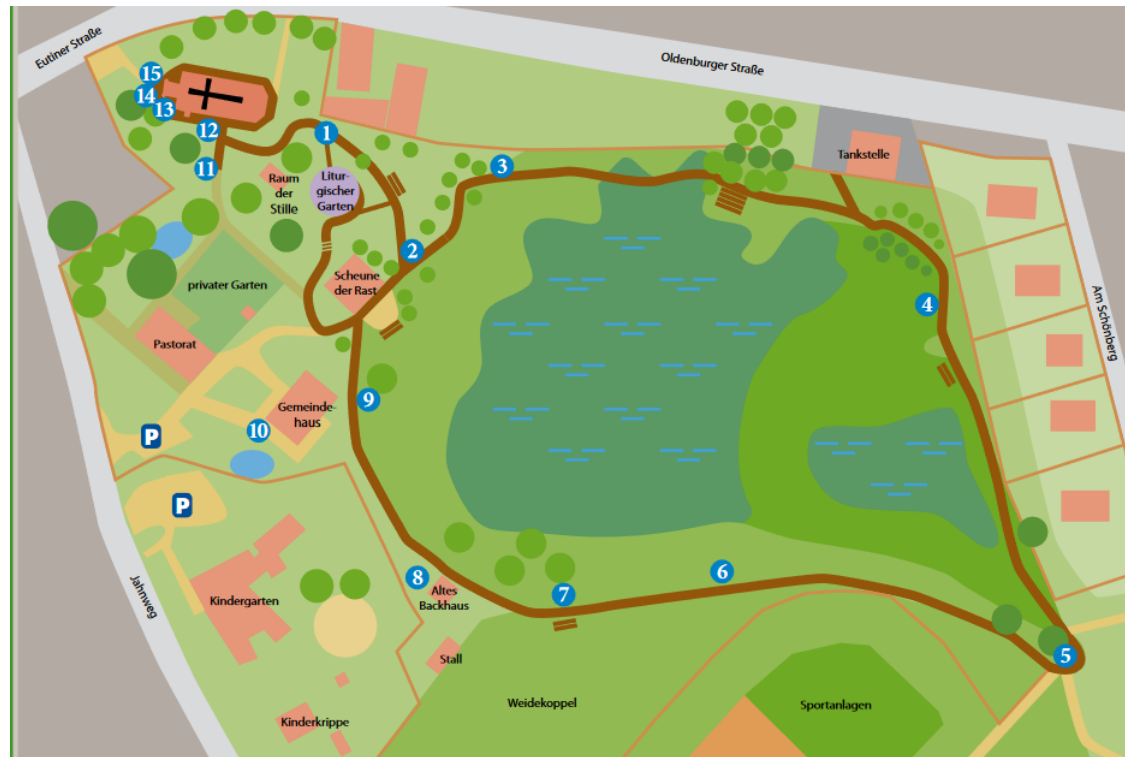 Eutiner Straße
Oldenburger Straße
15
14
13
12
11
1
3
Tankstelle
Raum
der
Stille
Litur-
gischer
Garten
2
privater Garten
Scheune
der Rast
4
Am Schönberg
Pastorat
9
Gemeinde-
haus
10
P
P
Jahnweg
Kindergarten
8
Altes
Backhaus
7
6
5
Stall
Weidekoppel
Sportanlagen
Kinderkrippe